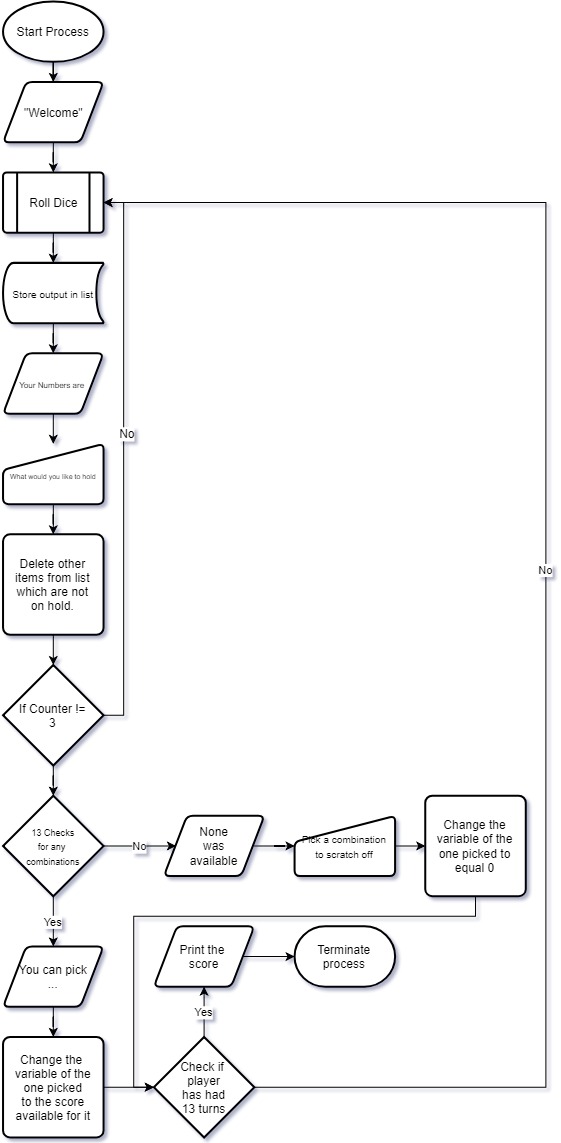 Start Process
"Welcome"
Roll Dice
Store output in list
Your Numbers are
No
What would you like to hold
Delete other
items from list
which are not
on hold.
No
If Counter !=
3
13 Checks
for any
combinations
No
None
was
available
Pick a combination
to scratch off
Change the
variable of the
one picked to
equal 0
Yes
You can pick
...
Print the
score
Terminate
process
Yes
Change the
variable of the
one picked
to the score
available for it
Check if
player
has had
13 turns